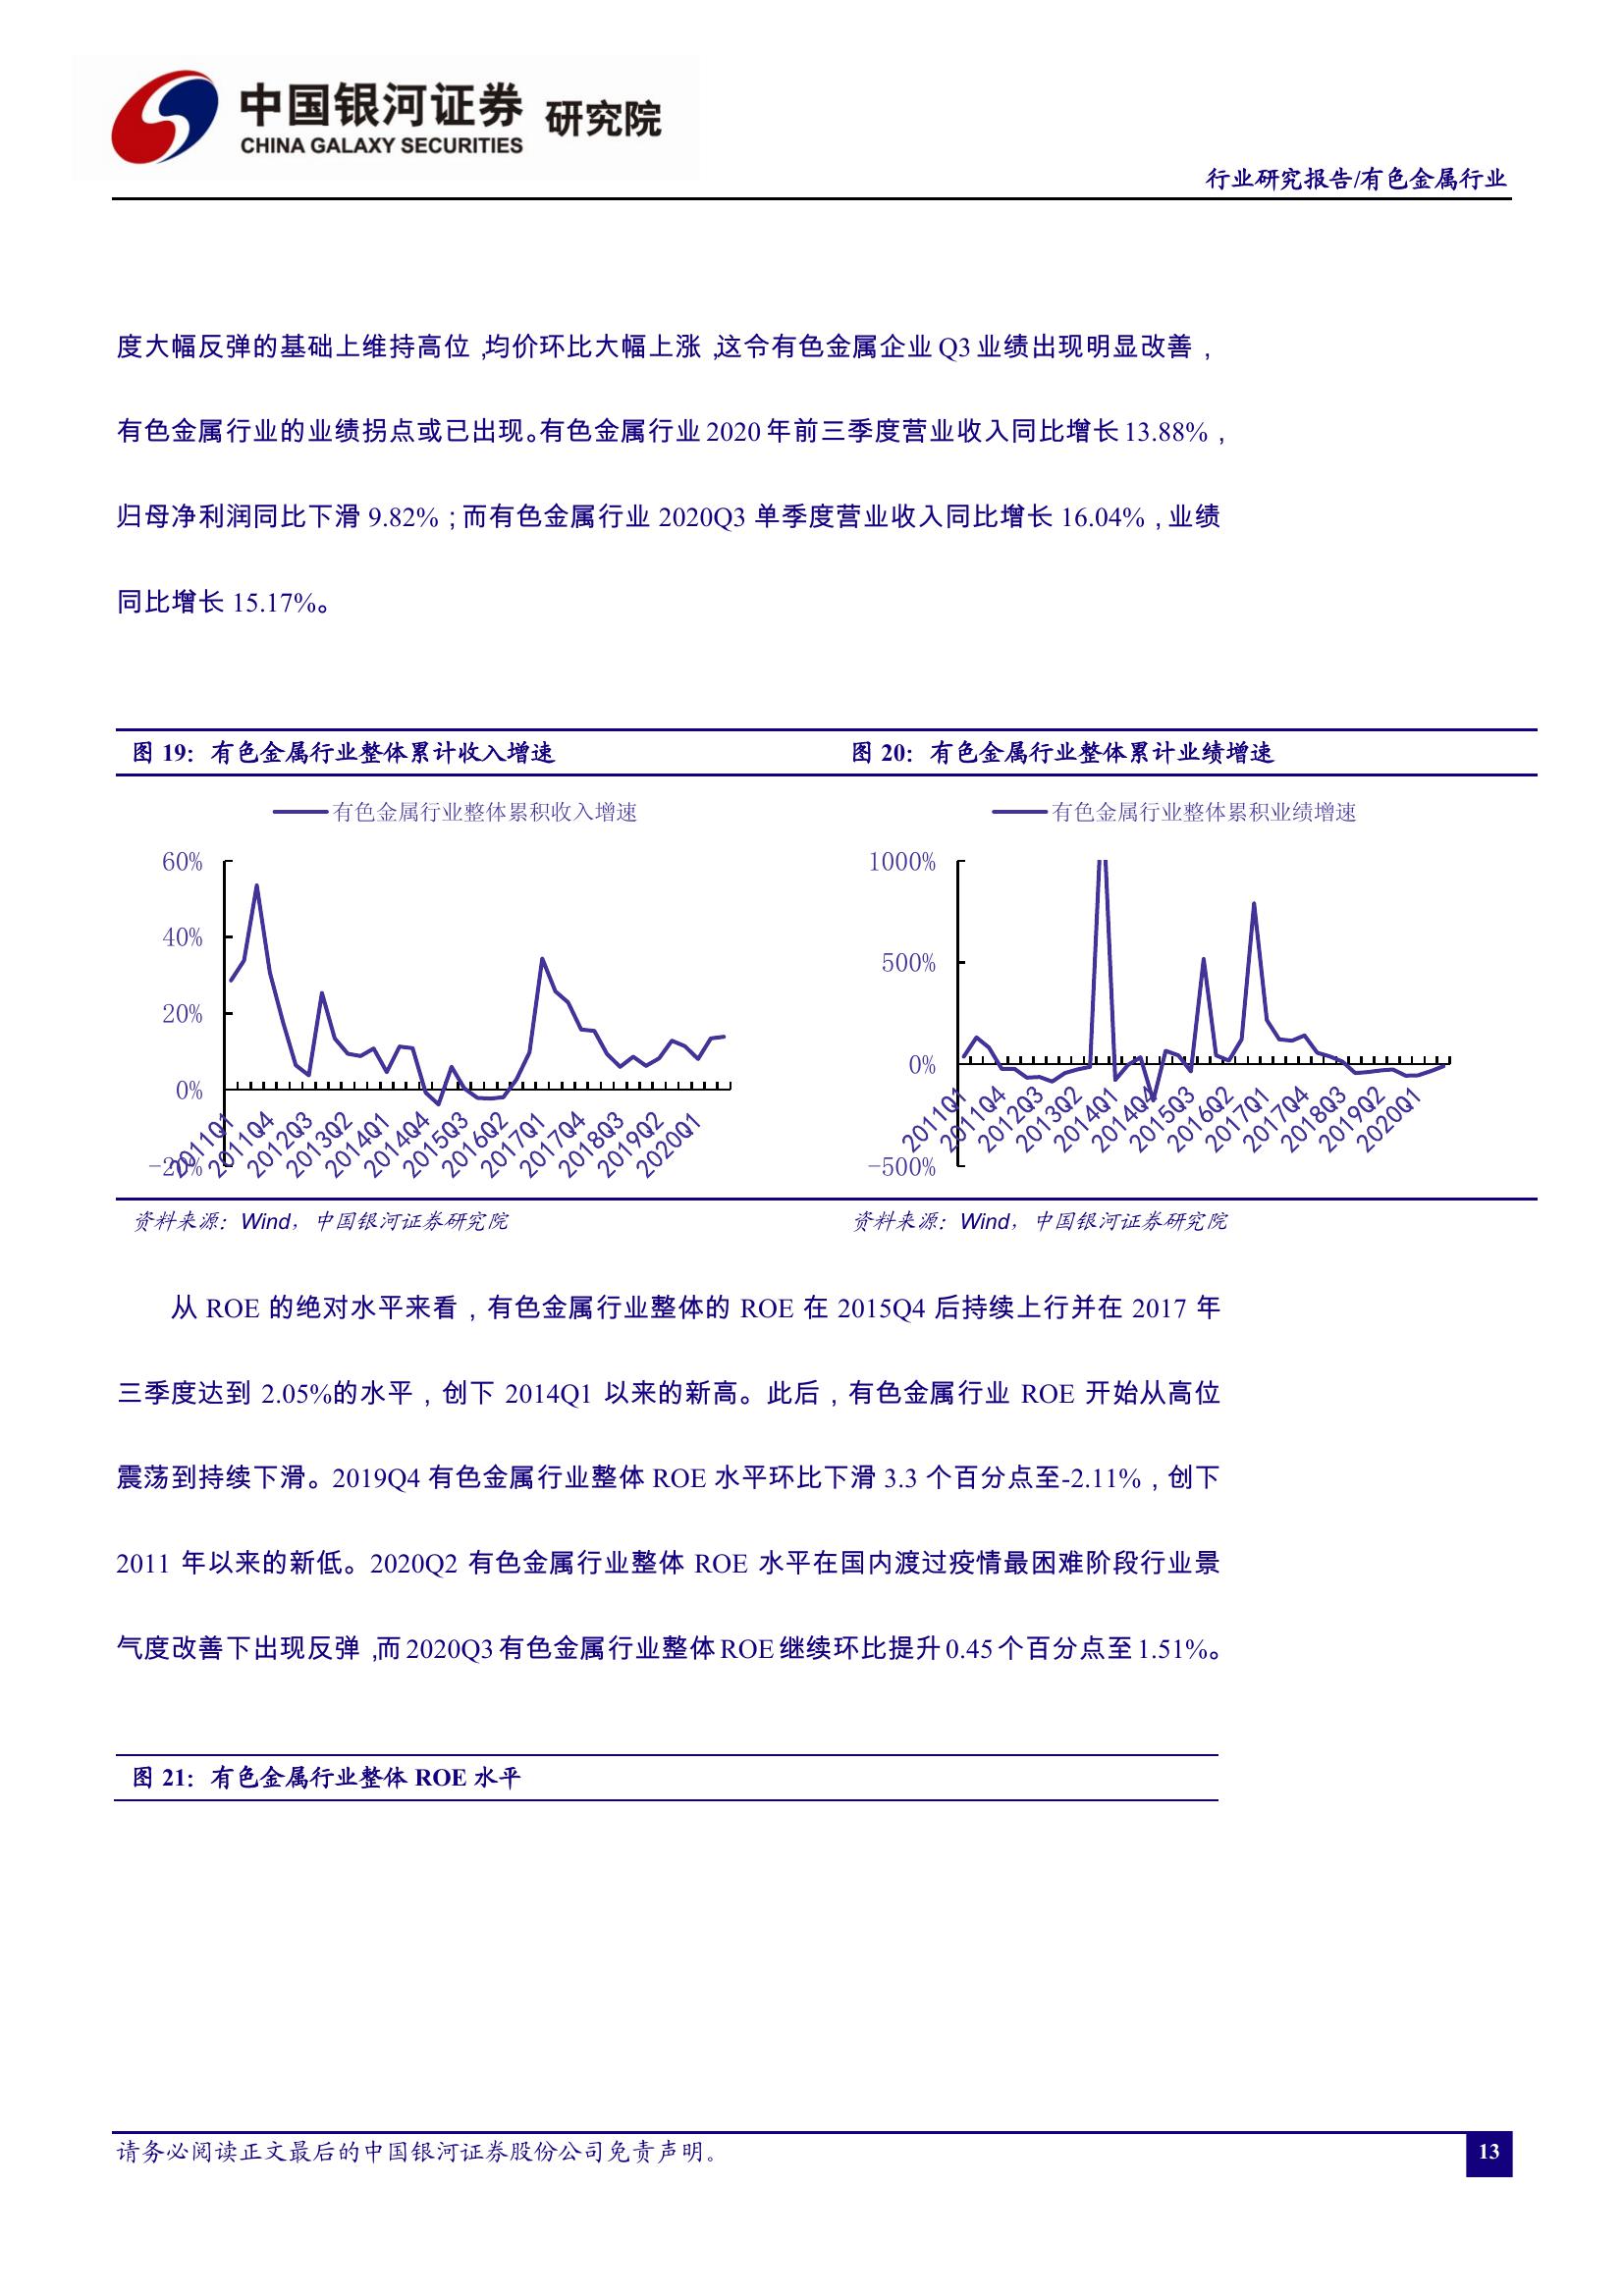 中国银河证券 研究院
CHINA GALAXY SECURITIES
行业研究报告/有色金属行业
度大幅反弹的基础上维持高位，均价环比大幅上涨，这令有色金属企业 Q3 业绩出现明显改善，
有色金属行业的业绩拐点或已出现。有色金属行业 2020 年前三季度营业收入同比增长 13.88%，
归母净利润同比下滑 9.82%；而有色金属行业 2020Q3 单季度营业收入同比增长 16.04%，业绩
同比增长 15.17%。
图 19：有色金属行业整体累计收入增速
图 20：有色金属行业整体累计业绩增速
有色金属行业整体累积收入增速
60%
40%
20%
0%
-20%
2011Q1 2011Q4 2012Q3 2013Q2 2014Q1 2014Q4 2015Q3 2016Q2 2017Q1 2017Q4 2018Q3 2019Q2 2020Q1
有色金属行业整体累积业绩增速
1000%
500%
0%
-500%
2011Q1 2011Q4 2012Q3 2013Q2 2014Q1 2014Q4 2015Q3 2016Q2 2017Q1 2017Q4 2018Q3 2019Q2 2020Q1
资料来源：Wind，中国银河证券研究院
资料来源：Wind，中国银河证券研究院
从 ROE 的绝对水平来看，有色金属行业整体的 ROE 在 2015Q4 后持续上行并在 2017 年
三季度达到 2.05%的水平，创下 2014Q1 以来的新高。此后，有色金属行业 ROE 开始从高位
震荡到持续下滑。2019Q4 有色金属行业整体 ROE 水平环比下滑 3.3 个百分点至-2.11%，创下
2011 年以来的新低。2020Q2 有色金属行业整体 ROE 水平在国内渡过疫情最困难阶段行业景
气度改善下出现反弹，而 2020Q3 有色金属行业整体 ROE 继续环比提升 0.45 个百分点至 1.51%。
图 21：有色金属行业整体 ROE 水平
请务必阅读正文最后的中国银河证券股份公司免责声明。
13